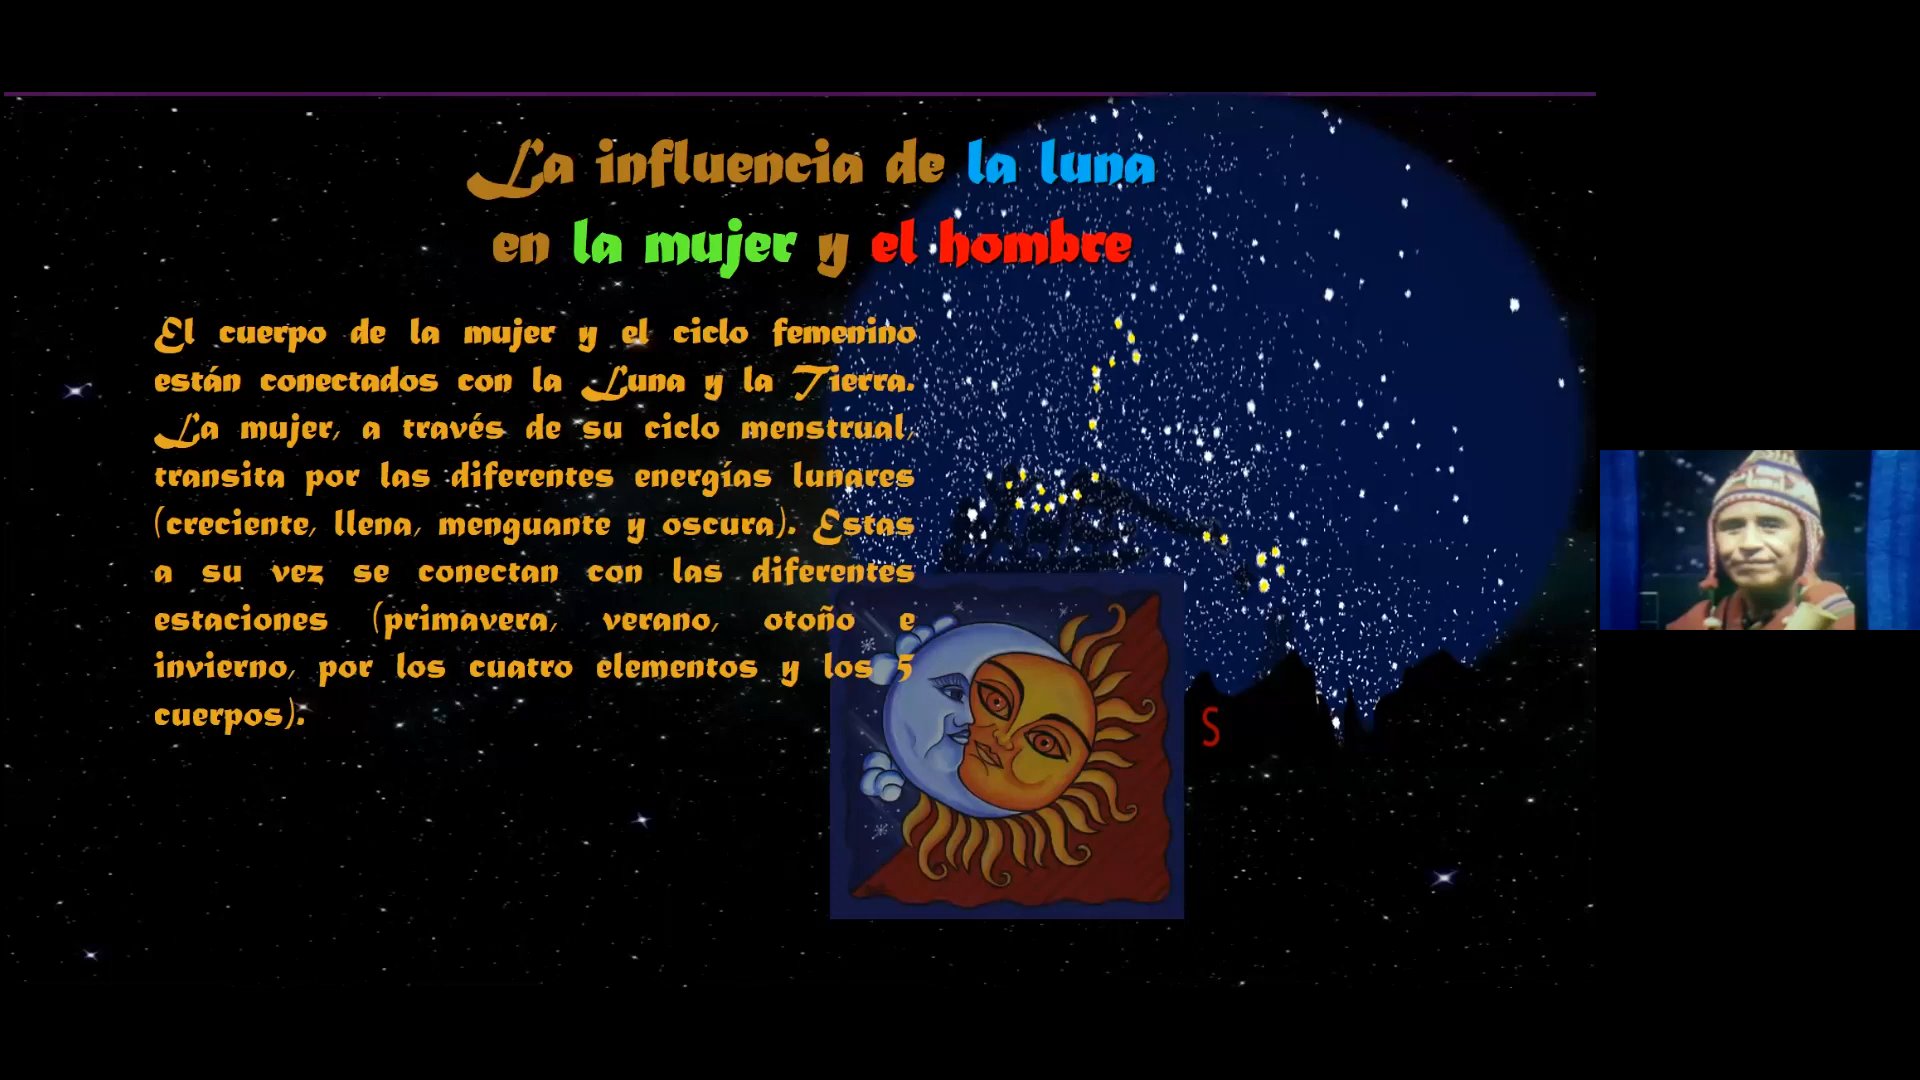 La influencia de la luna
en la mujer y el hombre
El cuerpo de la mujer y el ciclo femenino
están conectados con la Luna y la Tierra.
La mujer, a través de su ciclo menstrual,
transita por las diferentes energías lunares
(creciente, llena, menguante y oscura). Estas
a su vez se conectan con las diferentes
estaciones (primavera, verano, otoño e
invierno, por los cuatro elementos y los 5
cuerpos).
S